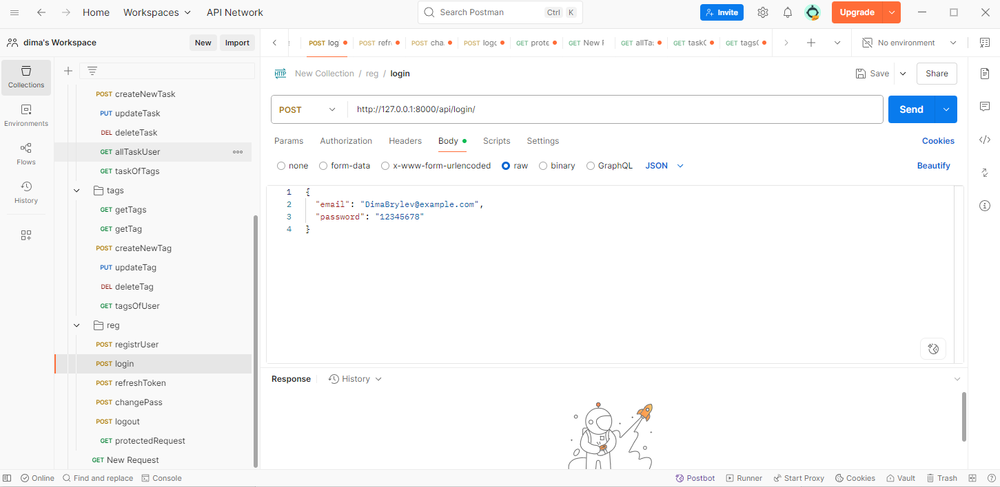 Home Workspaces API Network Search Postman Ctrl K Invite Upgrade
dima's Workspace New Import
POST log POST refr POST cha POST logo GET prote GET New F GET allTas GET taskO GET tagsO No environment
Collections
Environments
Flows
History
POST createNewTask
PUT updateTask
DEL deleteTask
GET allTaskUser
GET taskOfTags
tags
GET getTags
GET getTag
POST createNewTag
PUT updateTag
DEL deleteTag
GET tagsOfUser
reg
POST registrUser
POST login
POST refreshToken
POST changePass
POST logout
GET protectedRequest
GET New Request
HTTP New Collection / reg / login Save Share
POST http://127.0.0.1:8000/api/login/ Send
Params Authorization Headers Body Scripts Settings Cookies
none form-data x-www-form-urlencoded raw binary GraphQL JSON Beautify
1 {
2 "email": "DimaBrylev@example.com",
3 "password": "12345678"
4 }
Response History
Online Find and replace Console Postbot Runner Start Proxy Cookies Vault Trash